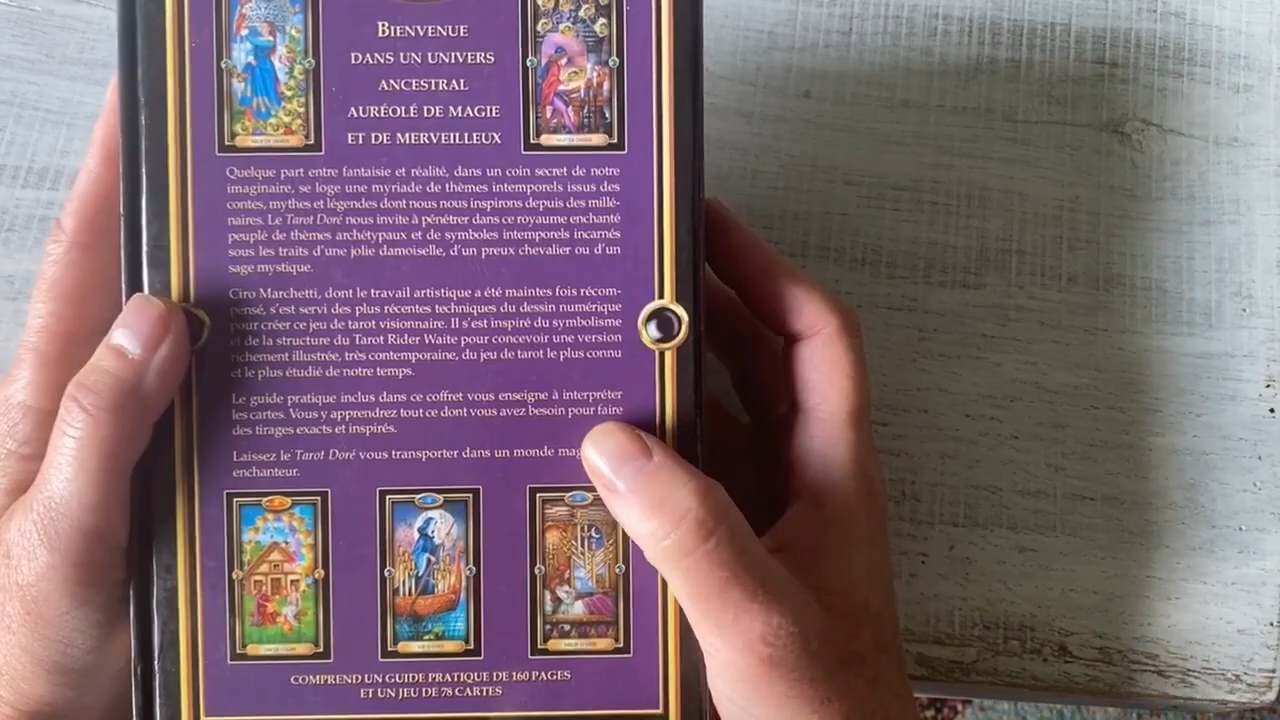 BIENVENUE
DANS UN UNIVERS
ANCESTRAL
AURÉOLÉ DE MAGIE
ET DE MERVEILLEUX
Quelque part entre fantaisie et réalité, dans un coin secret de notre
imaginaire, se loge une myriade de thèmes intemporels issus des
contes, mythes et légendes dont nous nous inspirons depuis des millé-
naires. Le Tarot Doré nous invite à pénétrer dans ce royaume enchanté
peuplé de thèmes archétypaux et de symboles intemporels incarnés
sous les traits d'une jolie damoiselle, d'un preux chevalier ou d'un
sage mystique.
Ciro Marchetti, dont le travail artistique a été maintes fois récom-
pensé, s'est servi des plus récentes techniques du dessin numérique
pour créer ce jeu de tarot visionnaire. Il s'est inspiré du symbolisme
et de la structure du Tarot Rider Waite pour concevoir une version
richement illustrée, très contemporaine, du jeu de tarot le plus connu
et le plus étudié de notre temps.
Le guide pratique inclus dans ce coffret vous enseigne à interpréter
les cartes. Vous y apprendrez tout ce dont vous avez besoin pour faire
des tirages exacts et inspirés.
Laissez le Tarot Doré vous transporter dans un monde mag
enchanteur.
COMPREND UN GUIDE PRATIQUE DE 160 PAGES
ET UN JEU DE 78 CARTES